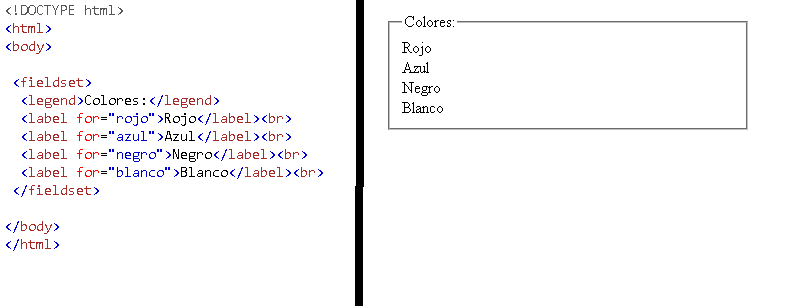 <!DOCTYPE html>
<html>
<body>
<fieldset>
<legend>Colores:</legend>
<label for="rojo">Rojo</label><br>
<label for="azul">Azul</label><br>
<label for="negro">Negro</label><br>
<label for="blanco">Blanco</label><br>
</fieldset>
</body>
</html>
Colores:
Rojo
Azul
Negro
Blanco